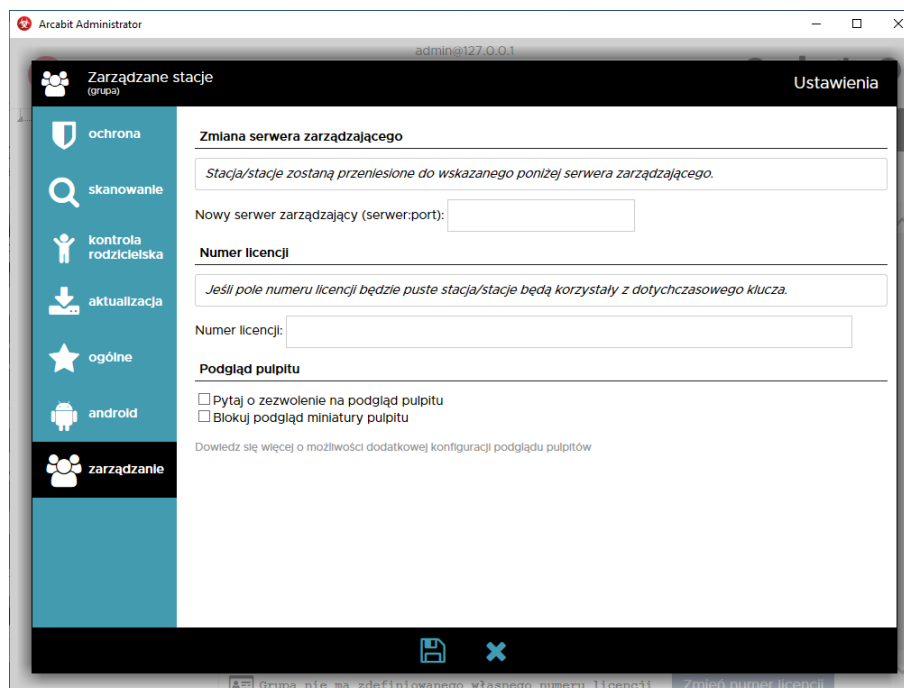 Arcabit Administrator
admin@127.0.0.1
Zarządzane stacje
(grupa)
Ustawienia
ochrona
skanowanie
kontrola
rodzicielska
aktualizacja
ogólne
android
zarządzanie
Zmiana serwera zarządzającego
Stacja/stacje zostaną przeniesione do wskazanego poniżej serwera zarządzającego.
Nowy serwer zarządzający (serwer:port):
Numer licencji
Jeśli pole numeru licencji będzie puste stacja/stacje będą korzystały z dotychczasowego klucza.
Numer licencji:
Podgląd pulpitu
Pytaj o zezwolenie na podgląd pulpitu
Blokuj podgląd miniatury pulpitu
Dowiedz się więcej o możliwości dodatkowej konfiguracji podglądu pulpitów
Grupa nie ma zdefiniowanego własnego numeru licencji
Zmień numer licencji